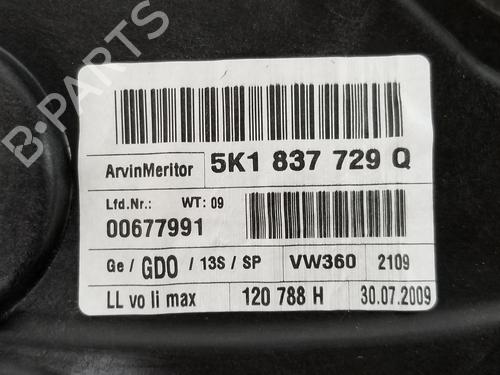 B-PARTS
ArvinMeritor 5K1 837 729 Q
Lfd.Nr.: WT: 09
00677991
Ge / GDO / 13S / SP VW360 2109
LL vo li max 120 788 H 30.07.2009